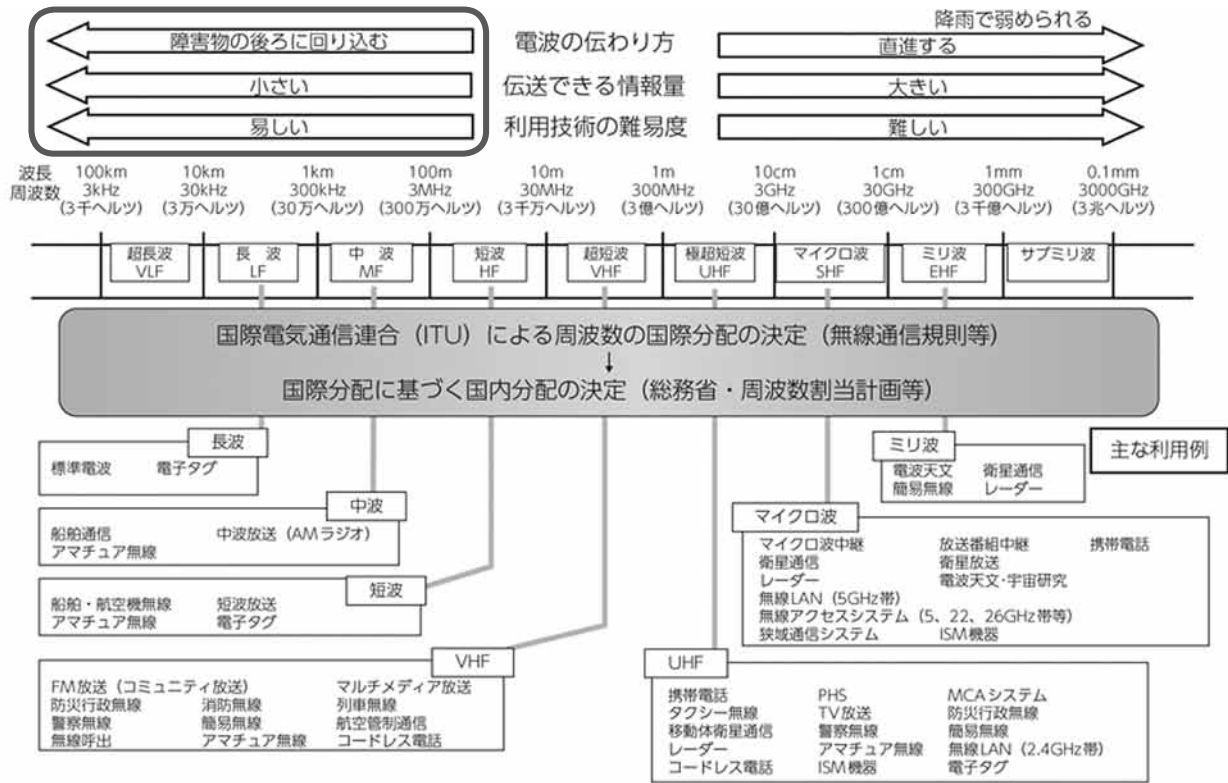 降雨で弱められる
障害物の後ろに回り込む 電波の伝わり方 直進する
小さい 伝送できる情報量 大きい
易しい 利用技術の難易度 難しい
波長 100km 10km 1km 100m 10m 1m 10cm 1cm 1mm 0.1mm
周波数 3kHz 30kHz 300kHz 3MHz 30MHz 300MHz 3GHz 30GHz 300GHz 3000GHz
(3千ヘルツ) (3万ヘルツ) (30万ヘルツ) (300万ヘルツ) (3千万ヘルツ) (3億ヘルツ) (30億ヘルツ) (300億ヘルツ) (3千億ヘルツ) (3兆ヘルツ)
超長波 長 波 中 波 短波 超短波 極超短波 マイクロ波 ミリ波 サブミリ波
VLF LF MF HF VHF UHF SHF EHF
国際電気通信連合（ITU）による周波数の国際分配の決定（無線通信規則等）
↓
国際分配に基づく国内分配の決定（総務省・周波数割当計画等）
長波
標準電波 電子タグ
中波
船舶通信 中波放送（AMラジオ）
アマチュア無線
短波
船舶・航空機無線 短波放送
アマチュア無線 電子タグ
VHF
FM放送（コミュニティ放送） マルチメディア放送
防災行政無線 消防無線 列車無線
警察無線 簡易無線 航空管制通信
無線呼出 アマチュア無線 コードレス電話
主な利用例
ミリ波
電波天文 衛星通信
簡易無線 レーダー
マイクロ波
マイクロ波中継 放送番組中継 携帯電話
衛星通信 衛星放送
レーダー 電波天文・宇宙研究
無線LAN（5GHz帯）
無線アクセスシステム（5、22、26GHz帯等）
狭域通信システム ISM機器
UHF
携帯電話 PHS MCAシステム
タクシー無線 TV放送 防災行政無線
移動体衛星通信 警察無線 簡易無線
レーダー アマチュア無線 無線LAN（2.4GHz帯）
コードレス電話 ISM機器 電子タグ